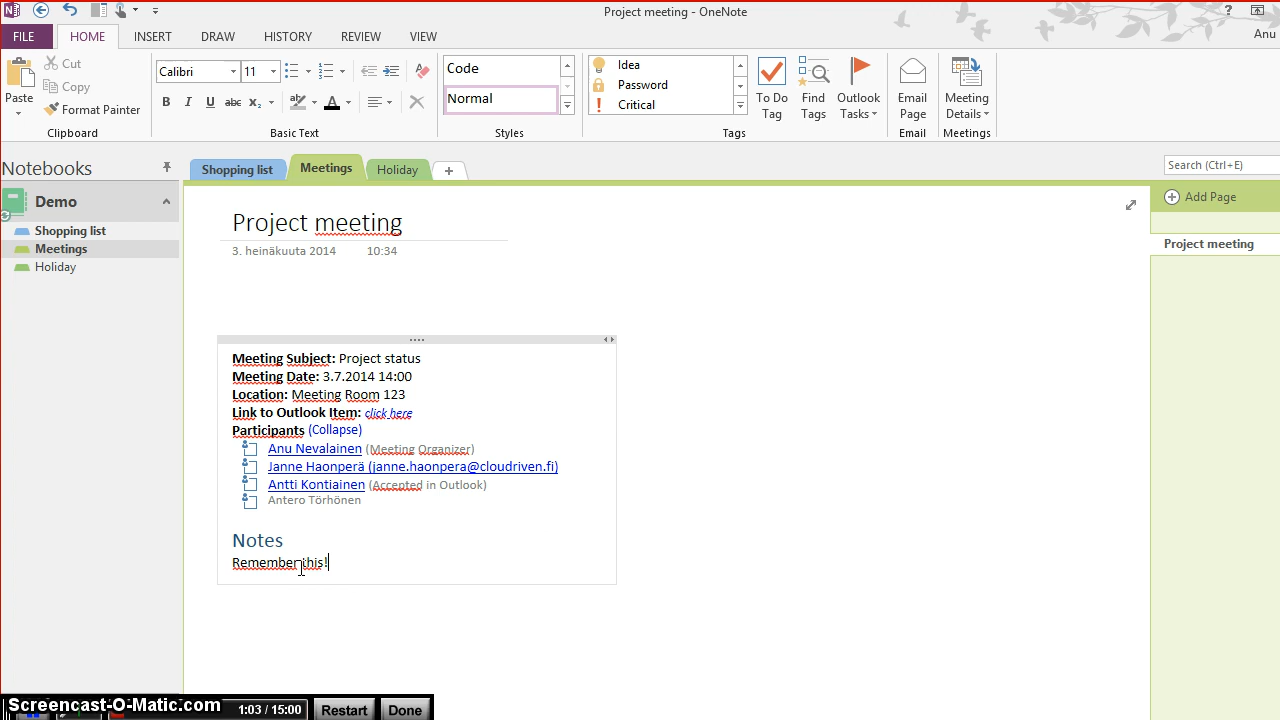 Project meeting - OneNote
?
FILE HOME INSERT DRAW HISTORY REVIEW VIEW
Anu
Paste
Cut
Copy
Format Painter
Clipboard
Calibri 11
B I U abc x₂ A
Basic Text
Code
Normal
Styles
Idea
Password
Critical
To Do Tag
Find Tags
Tags
Outlook Tasks
Email Page
Email
Meeting Details
Meetings
Notebooks
Shopping list Meetings Holiday +
Search (Ctrl+E)
Demo
Shopping list
Meetings
Holiday
Add Page
Project meeting
Project meeting
3. heinäkuuta 2014 10:34
Meeting Subject: Project status
Meeting Date: 3.7.2014 14:00
Location: Meeting Room 123
Link to Outlook Item: click here
Participants (Collapse)
Anu Nevalainen (Meeting Organizer)
Janne Haonperä (janne.haonpera@cloudriven.fi)
Antti Kontiainen (Accepted in Outlook)
Antero Törhönen
Notes
Remember this!
Screencast-O-Matic.com 1:03 / 15:00 Restart Done